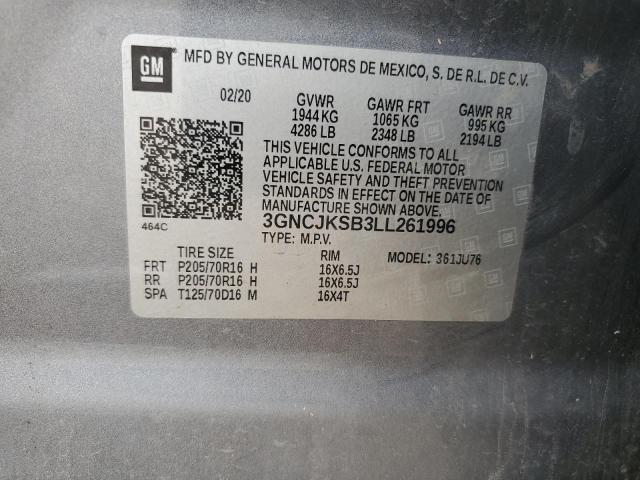 GM
MFD BY GENERAL MOTORS DE MEXICO, S. DE R.L. DE C.V.
02/20 GVWR GAWR FRT GAWR RR
1944 KG 1065 KG 995 KG
4286 LB 2348 LB 2194 LB
THIS VEHICLE CONFORMS TO ALL
APPLICABLE U.S. FEDERAL MOTOR
VEHICLE SAFETY AND THEFT PREVENTION
STANDARDS IN EFFECT ON THE DATE
OF MANUFACTURE SHOWN ABOVE.
464C 3GNCJKSB3LL261996
TYPE: M.P.V.
TIRE SIZE RIM MODEL: 361JU76
FRT P205/70R16 H 16X6.5J
RR P205/70R16 H 16X6.5J
SPA T125/70D16 M 16X4T